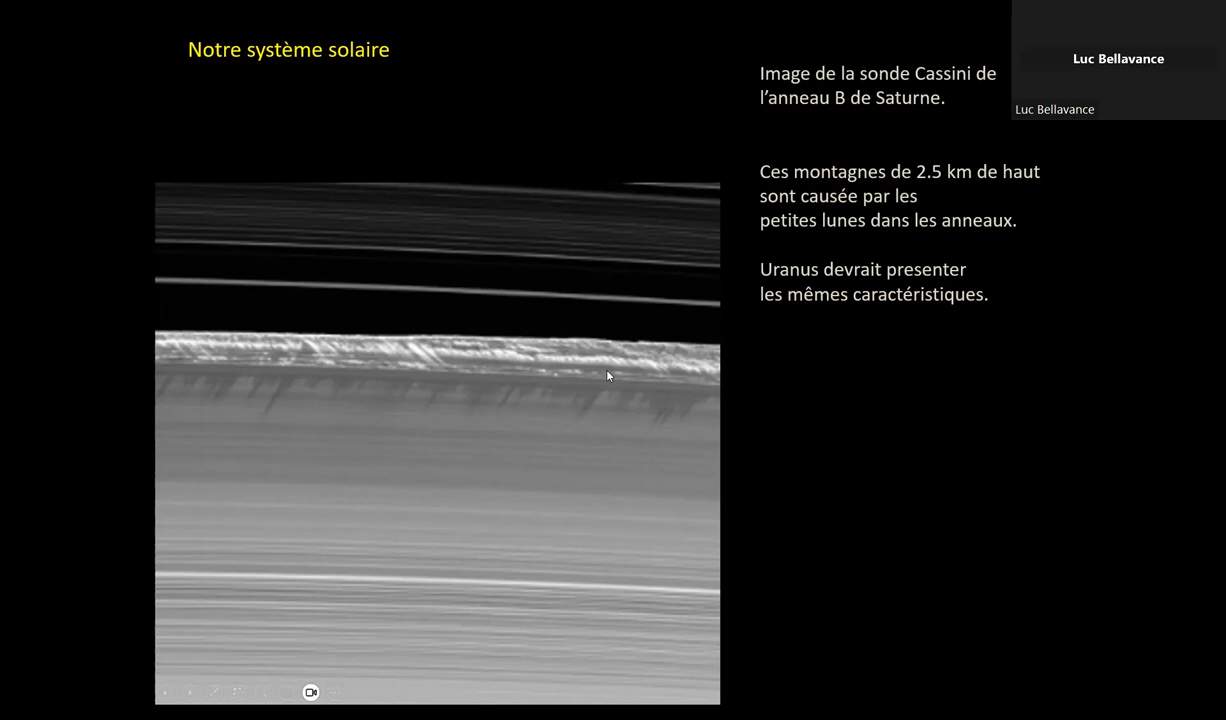 Notre système solaire
Image de la sonde Cassini de
l’anneau B de Saturne.
Ces montagnes de 2.5 km de haut
sont causée par les
petites lunes dans les anneaux.
Uranus devrait presenter
les mêmes caractéristiques.
Luc Bellavance
Luc Bellavance